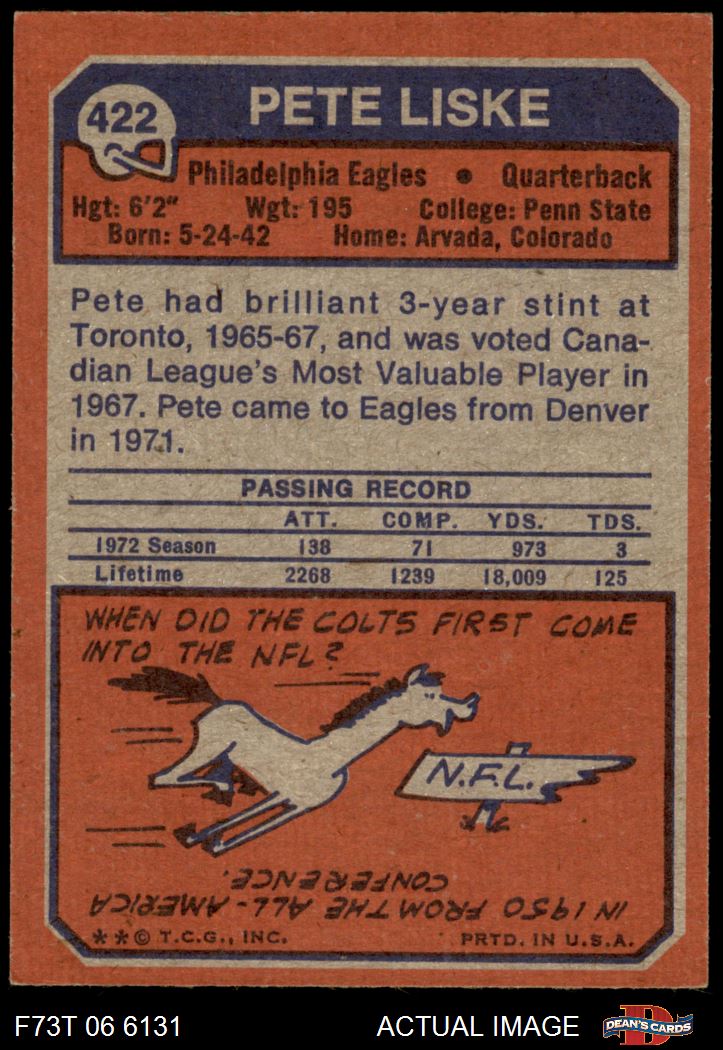 422
PETE LISKE
Philadelphia Eagles • Quarterback
Hgt: 6'2" Wgt: 195 College: Penn State
Born: 5-24-42 Home: Arvada, Colorado
Pete had brilliant 3-year stint at
Toronto, 1965-67, and was voted Cana-
dian League's Most Valuable Player in
1967. Pete came to Eagles from Denver
in 1971.
PASSING RECORD
ATT. COMP. YDS. TDS.
1972 Season 138 71 973 3
Lifetime 2268 1239 18,009 125
WHEN DID THE COLTS FIRST COME
INTO THE NFL?
N.F.L.
IN 1950 FROM THE ALL-AMERICA
CONFERENCE.
**© T.C.G., INC. PRTD. IN U.S.A.
F73T 06 6131 ACTUAL IMAGE D DEAN'S CARDS